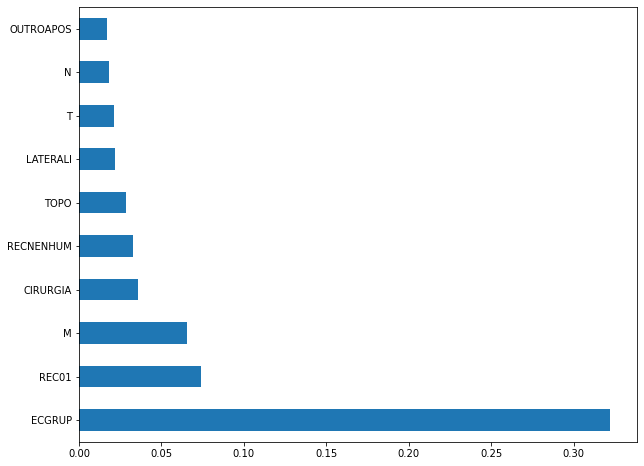 OUTROAPOS
N
T
LATERALI
TOPO
RECNENHUM
CIRURGIA
M
REC01
ECGRUP
0.00 0.05 0.10 0.15 0.20 0.25 0.30